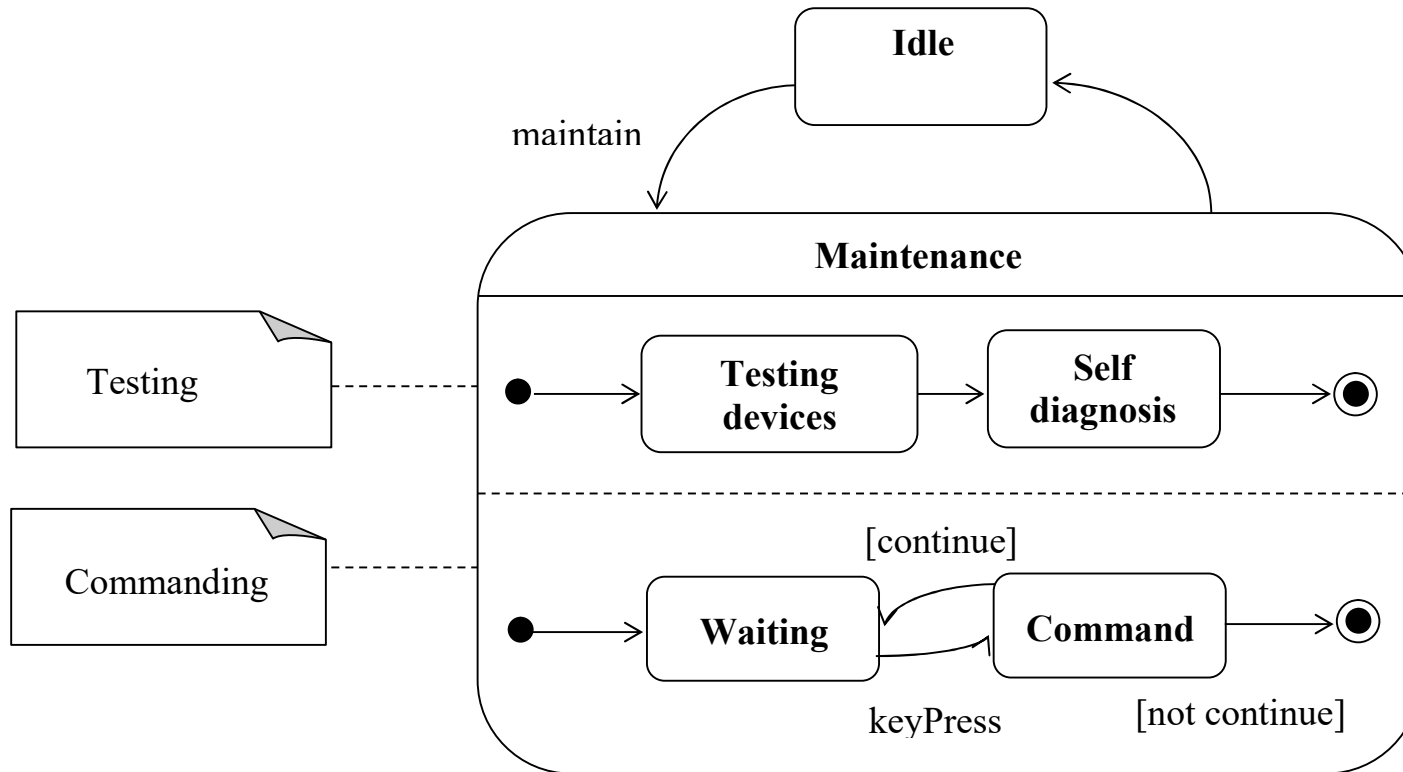 Idle
maintain
Maintenance
Testing
Testing
devices
Self
diagnosis
Commanding
[continue]
Waiting
Command
keyPress
[not continue]